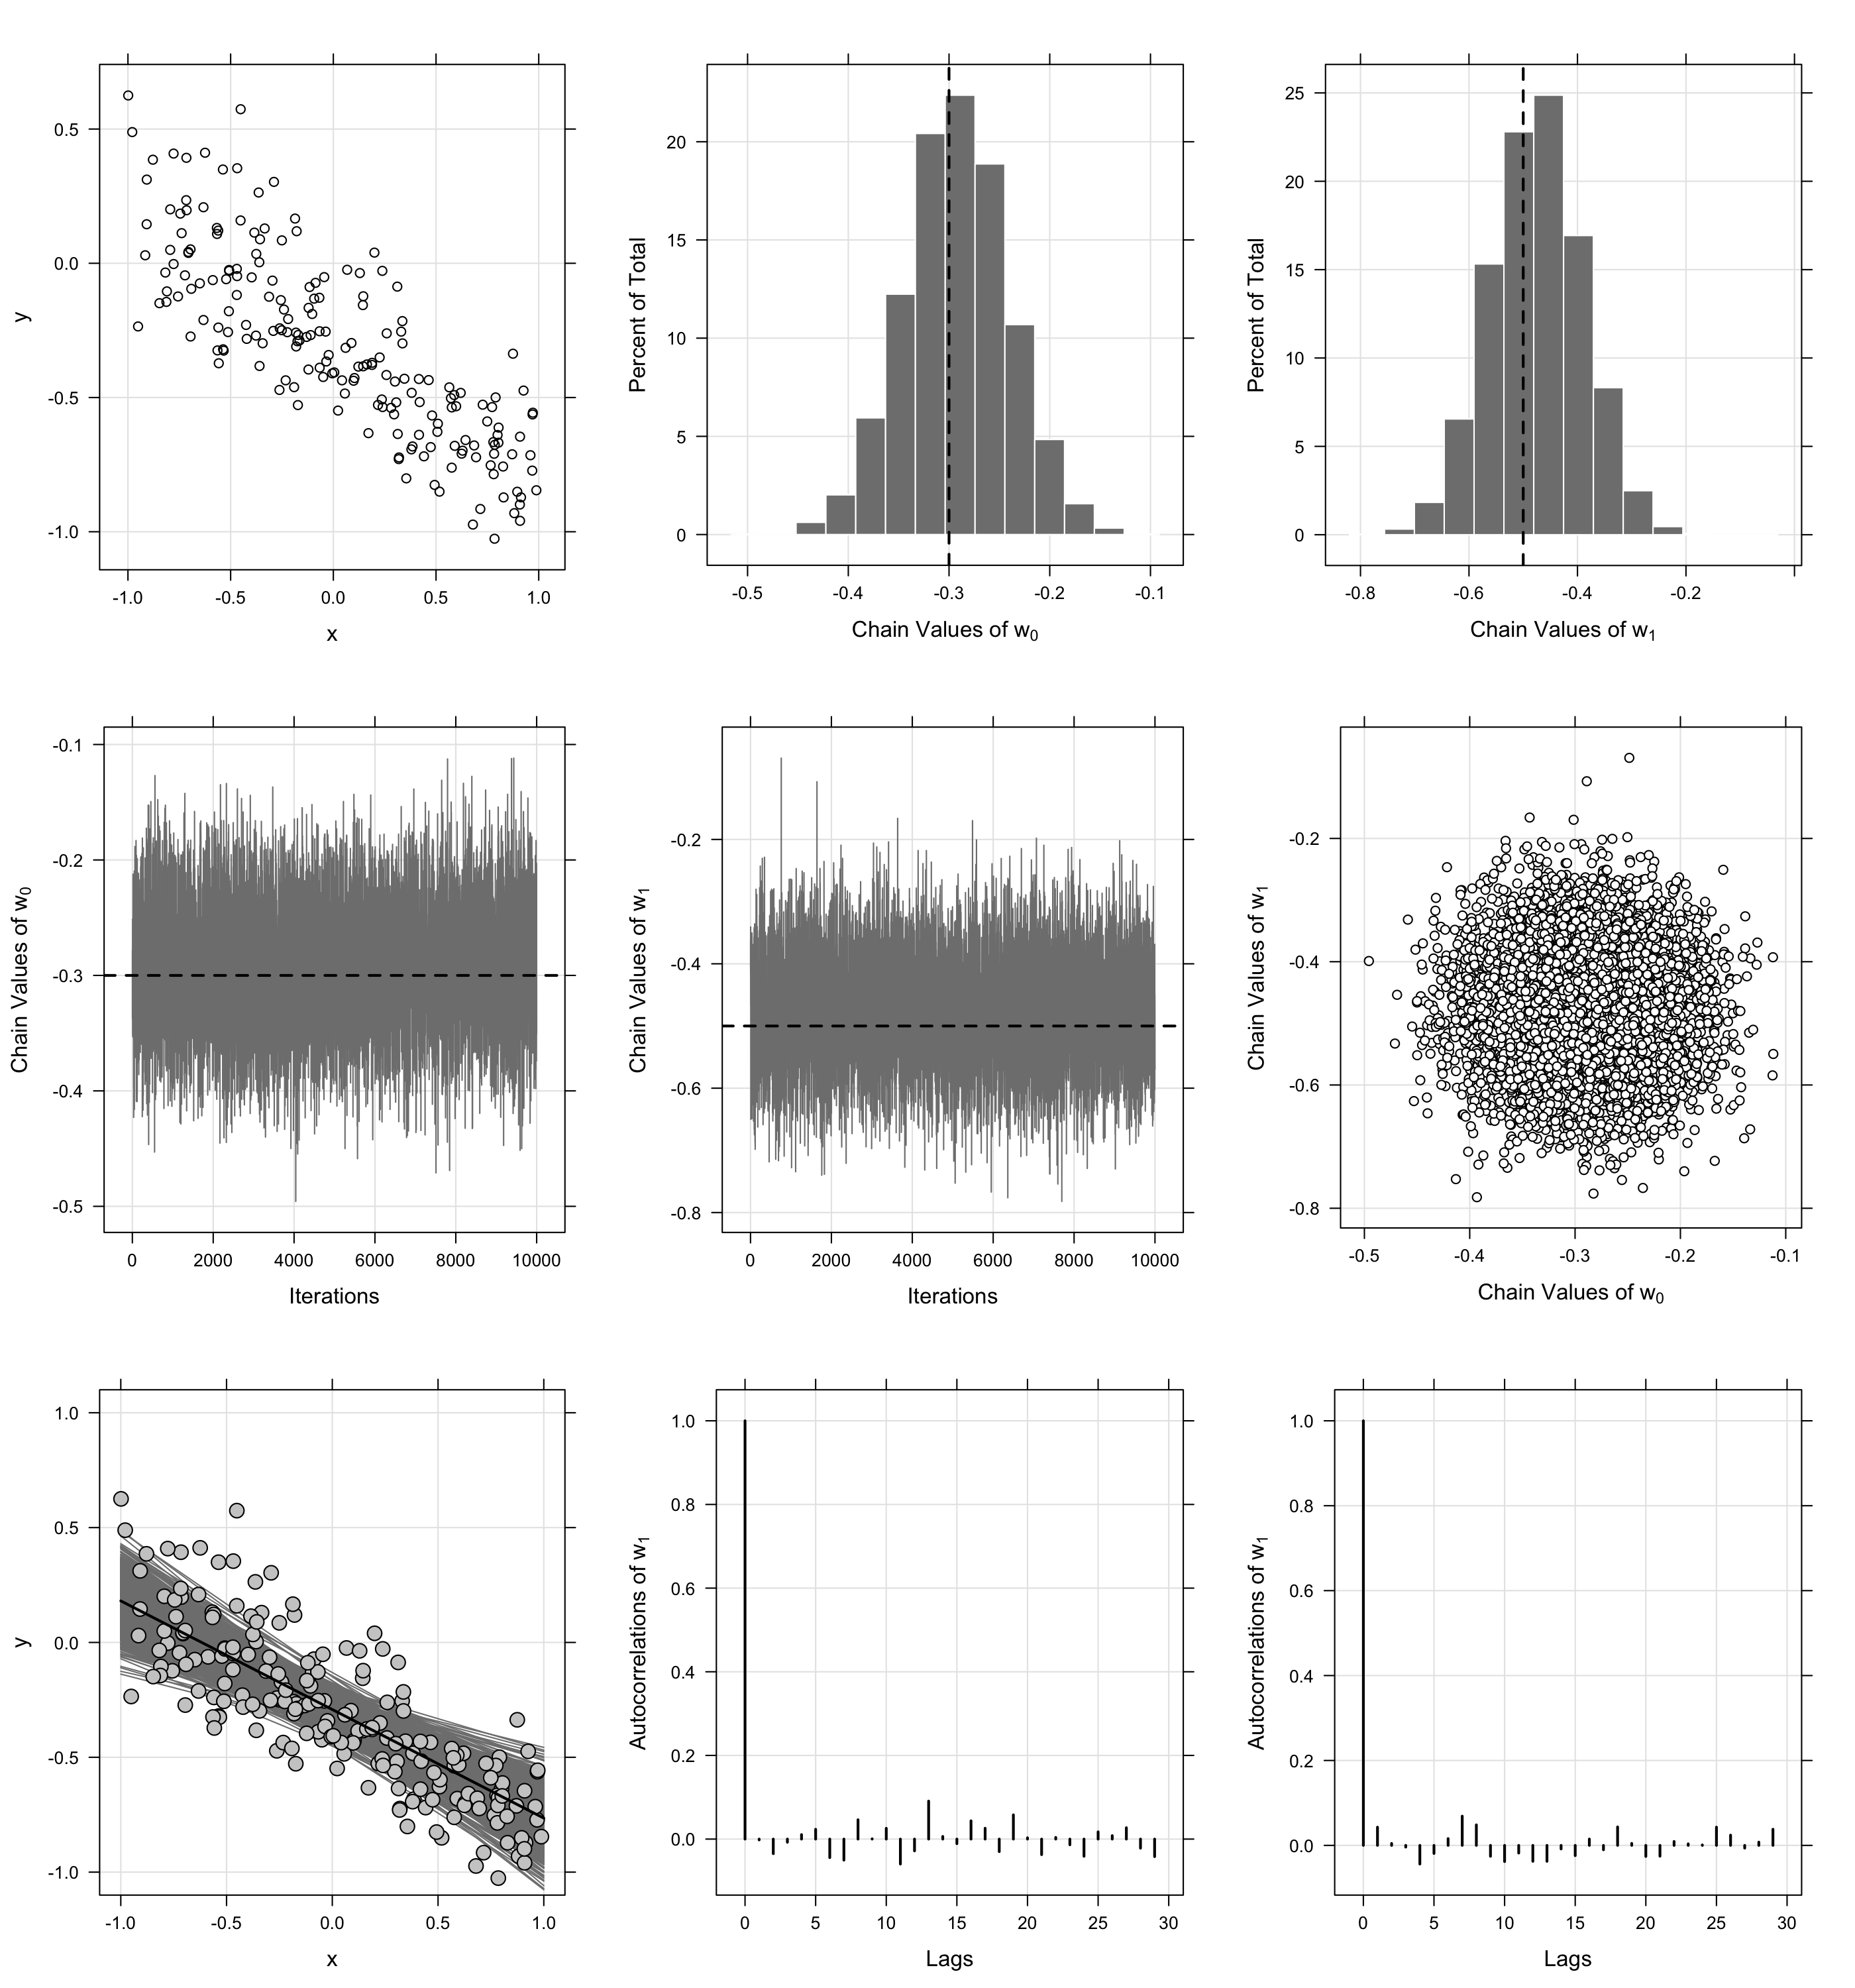 0.5
0.0
-0.5
-1.0
y
-1.0 -0.5 0.0 0.5 1.0
x
20
15
10
5
0
Percent of Total
-0.5 -0.4 -0.3 -0.2 -0.1
Chain Values of w0
25
20
15
10
5
0
Percent of Total
-0.8 -0.6 -0.4 -0.2
Chain Values of w1
-0.1
-0.2
-0.3
-0.4
-0.5
Chain Values of w0
0 2000 4000 6000 8000 10000
Iterations
-0.2
-0.4
-0.6
-0.8
Chain Values of w1
0 2000 4000 6000 8000 10000
Iterations
-0.2
-0.4
-0.6
-0.8
Chain Values of w1
-0.5 -0.4 -0.3 -0.2 -0.1
Chain Values of w0
1.0
0.5
0.0
-0.5
-1.0
y
-1.0 -0.5 0.0 0.5 1.0
x
1.0
0.8
0.6
0.4
0.2
0.0
Autocorrelations of w1
0 5 10 15 20 25 30
Lags
1.0
0.8
0.6
0.4
0.2
0.0
Autocorrelations of w1
0 5 10 15 20 25 30
Lags